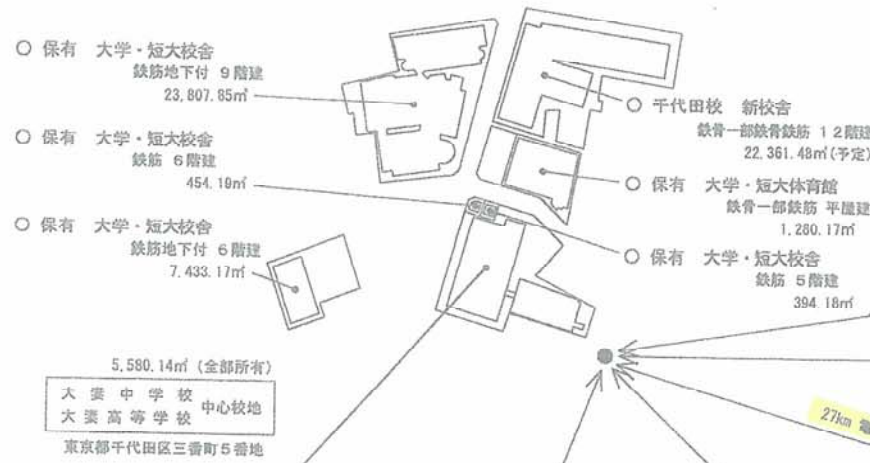 ○ 保有 大学・短大校舎
鉄筋地下付 9階建
23,807.85㎡
○ 保有 大学・短大校舎
鉄筋 6階建
454.19㎡
○ 保有 大学・短大校舎
鉄筋地下付 6階建
7,433.17㎡
○ 千代田校 新校舎
鉄骨一部鉄骨鉄筋 12階建
22,361.48㎡(予定)
○ 保有 大学・短大体育館
鉄骨一部鉄筋 平屋建
1,280.17㎡
○ 保有 大学・短大校舎
鉄筋 5階建
394.18㎡
5,580.14㎡(全部所有)
大妻中学校
大妻高等学校
中心校地
東京都千代田区三番町5番地
27km